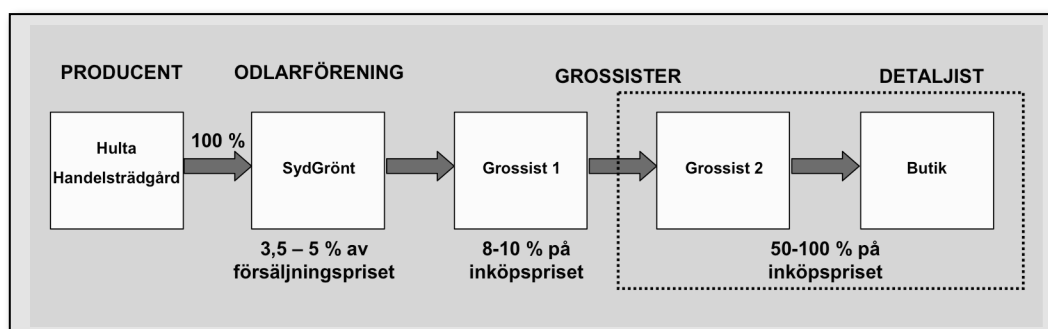 PRODUCENT
ODLARFÖRENING
GROSSISTER
DETALJIST
Hulta
Handelsträdgård
100 %
SydGrönt
Grossist 1
Grossist 2
Butik
3,5 – 5 % av
försäljningspriset
8-10 % på
inköpspriset
50-100 % på
inköpspriset